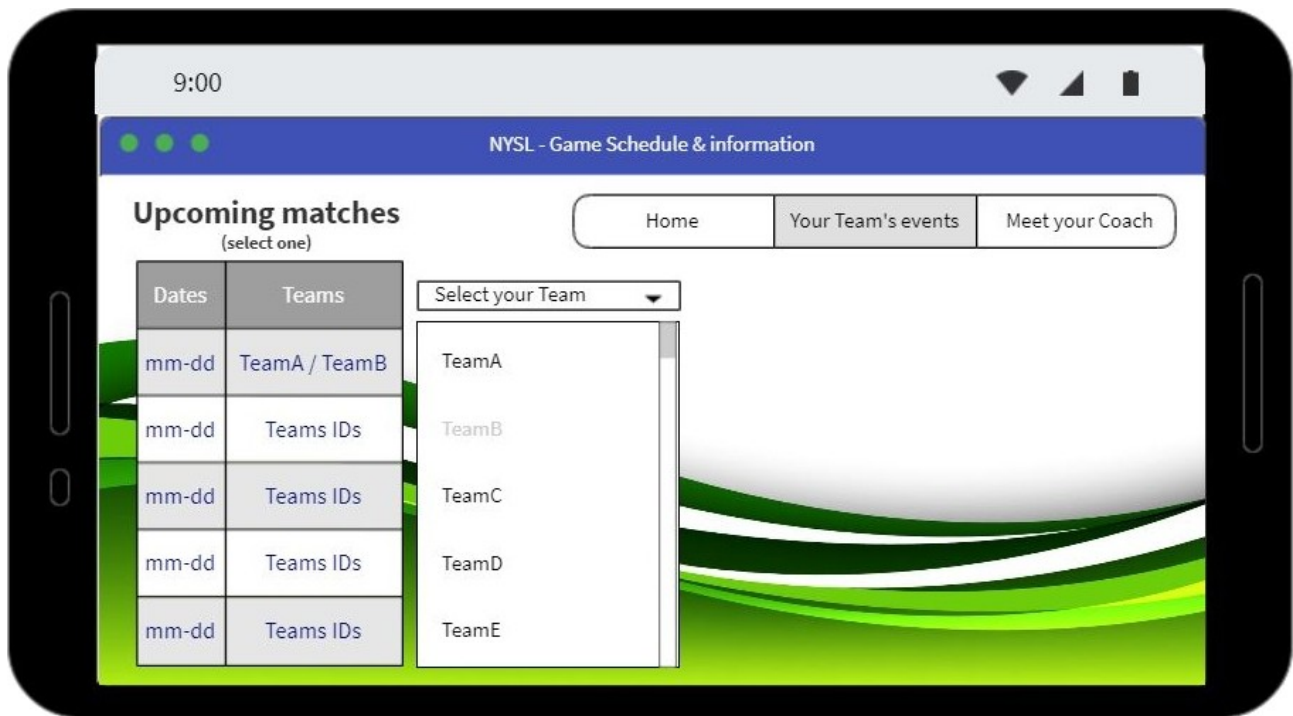 9:00
NYSL - Game Schedule & information
Upcoming matches
(select one)
Home
Your Team's events
Meet your Coach
Dates Teams
mm-dd TeamA / TeamB
mm-dd Teams IDs
mm-dd Teams IDs
mm-dd Teams IDs
mm-dd Teams IDs
Select your Team
TeamA
TeamB
TeamC
TeamD
TeamE